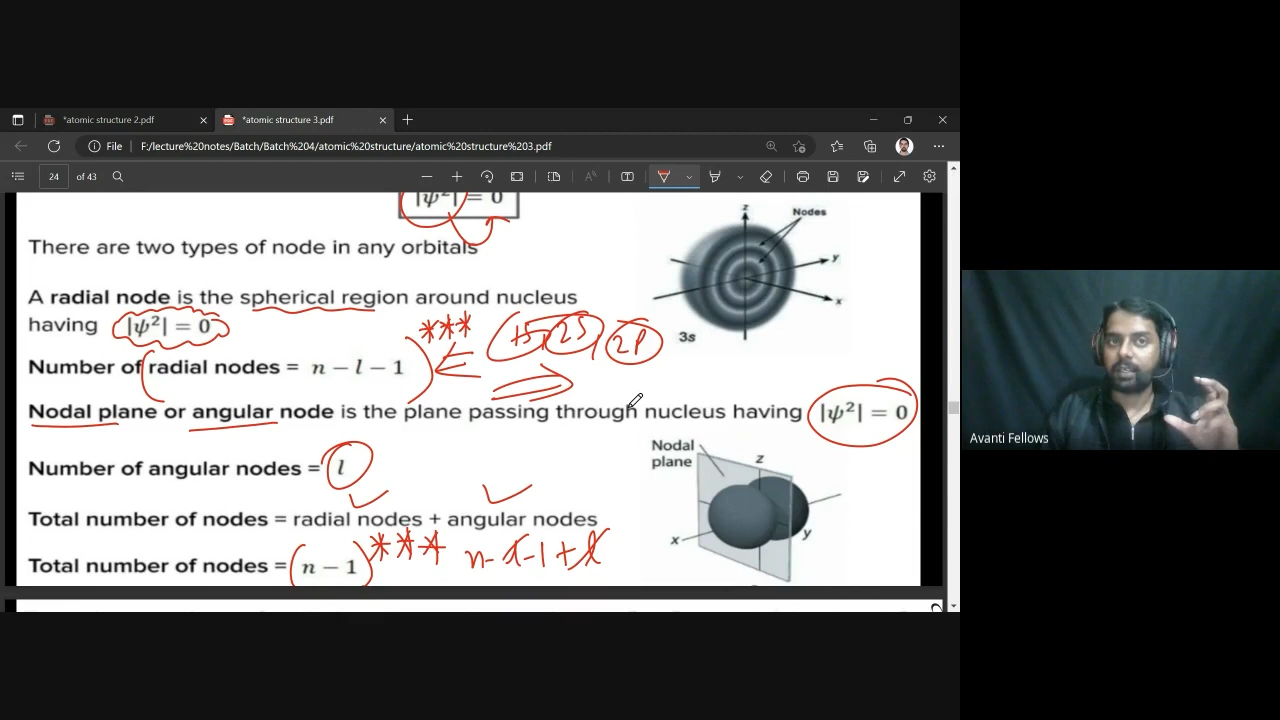 *atomic structure 2.pdf
*atomic structure 3.pdf
File F:/lecture%20notes/Batch/Batch%204/atomic%20structure/atomic%20structure%203.pdf
24 of 43
|ψ²| = 0
There are two types of node in any orbitals
A radial node is the spherical region around nucleus
having |ψ²| = 0
Number of radial nodes = n − l − 1
*** 1s, 2s, 2p
Nodal plane or angular node is the plane passing through nucleus having |ψ²| = 0
Number of angular nodes = l
Total number of nodes = radial nodes + angular nodes
Total number of nodes = n − 1 *** n-l-1+l
z
Nodes
y
x
3s
Nodal
plane
z
x
y
Avanti Fellows